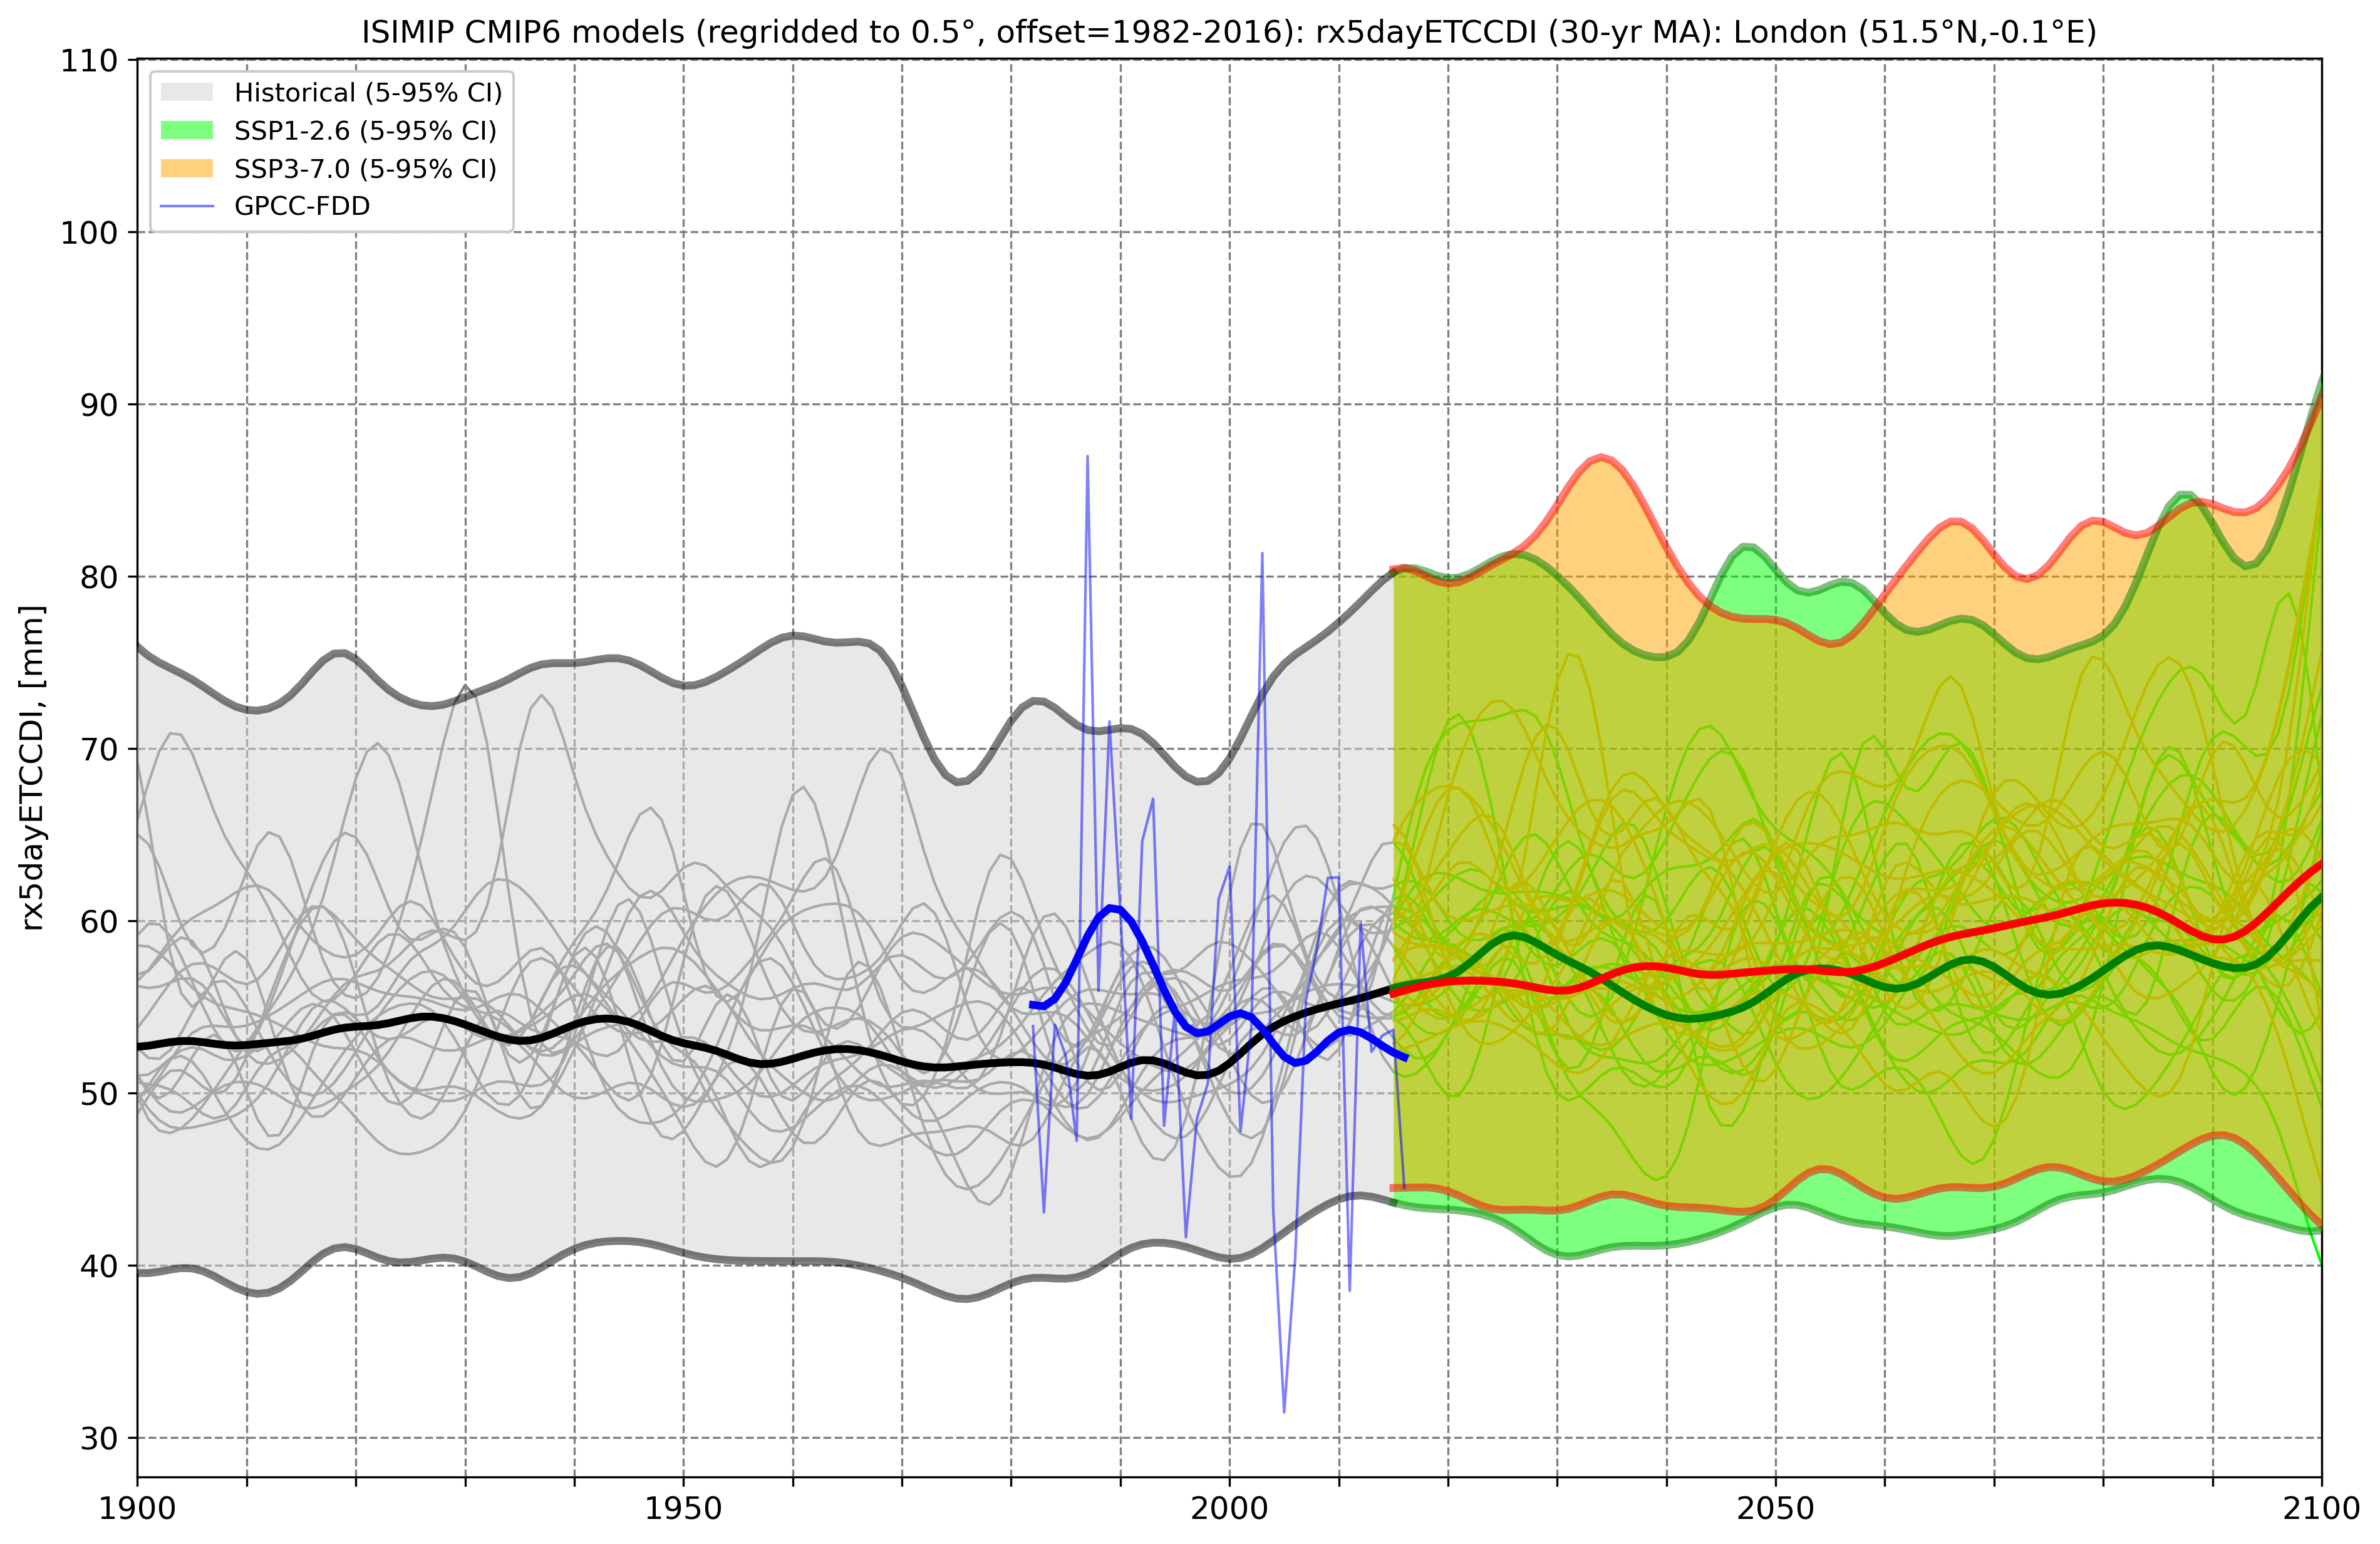 ISIMIP CMIP6 models (regridded to 0.5°, offset=1982-2016): rx5dayETCCDI (30-yr MA): London (51.5°N,-0.1°E)
Historical (5-95% CI)
SSP1-2.6 (5-95% CI)
SSP3-7.0 (5-95% CI)
GPCC-FDD
rx5dayETCCDI, [mm]
110
100
90
80
70
60
50
40
30
1900
1950
2000
2050
2100